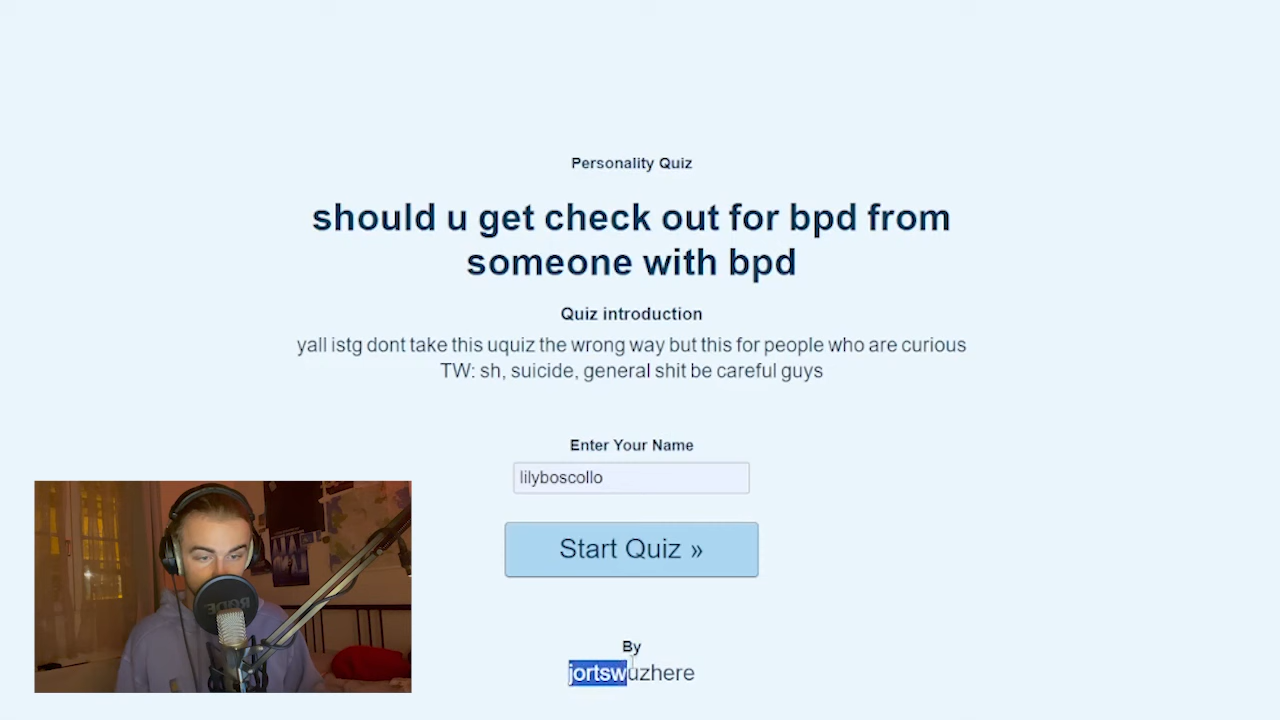 Personality Quiz
should u get check out for bpd from
someone with bpd
Quiz introduction
yall istg dont take this uquiz the wrong way but this for people who are curious
TW: sh, suicide, general shit be careful guys
Enter Your Name
lilyboscollo
Start Quiz »
By
jortswuzhere
RODE